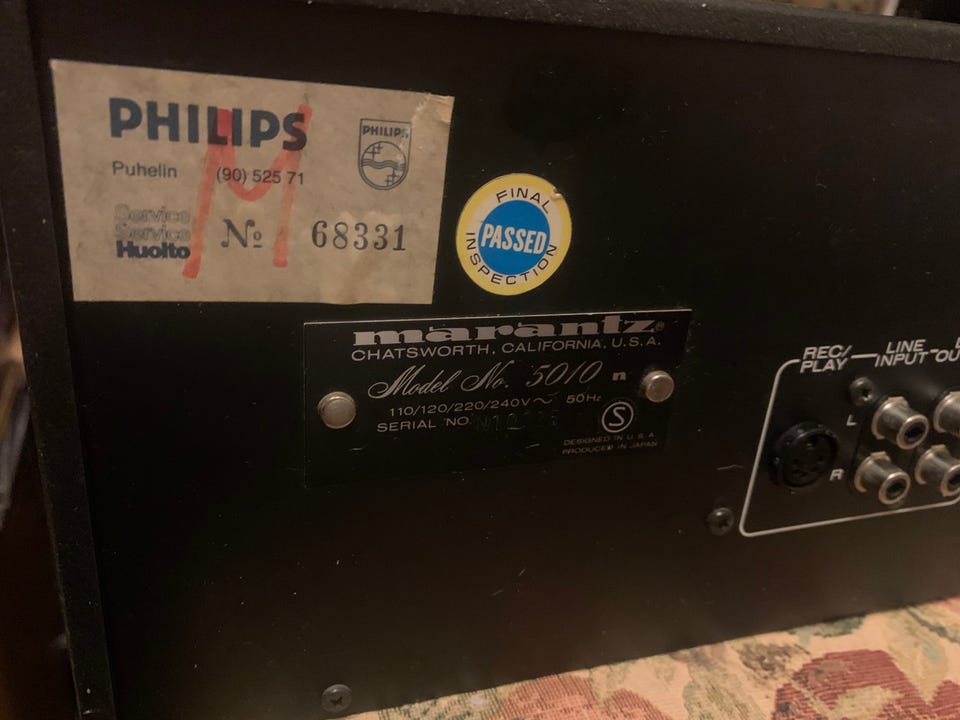 PHILIPS
PHILIPS
Puhelin (90) 525 71
Service
Service
Huolto
№ 68331
M
FINAL
PASSED
INSPECTION
marantz®
CHATSWORTH, CALIFORNIA, U.S.A.
Model No. 5010 n
110/120/220/240V~ 50Hz
SERIAL NO.
S
DESIGNED IN U.S.A.
PRODUCED IN JAPAN
REC/
PLAY
LINE
INPUT
L
R